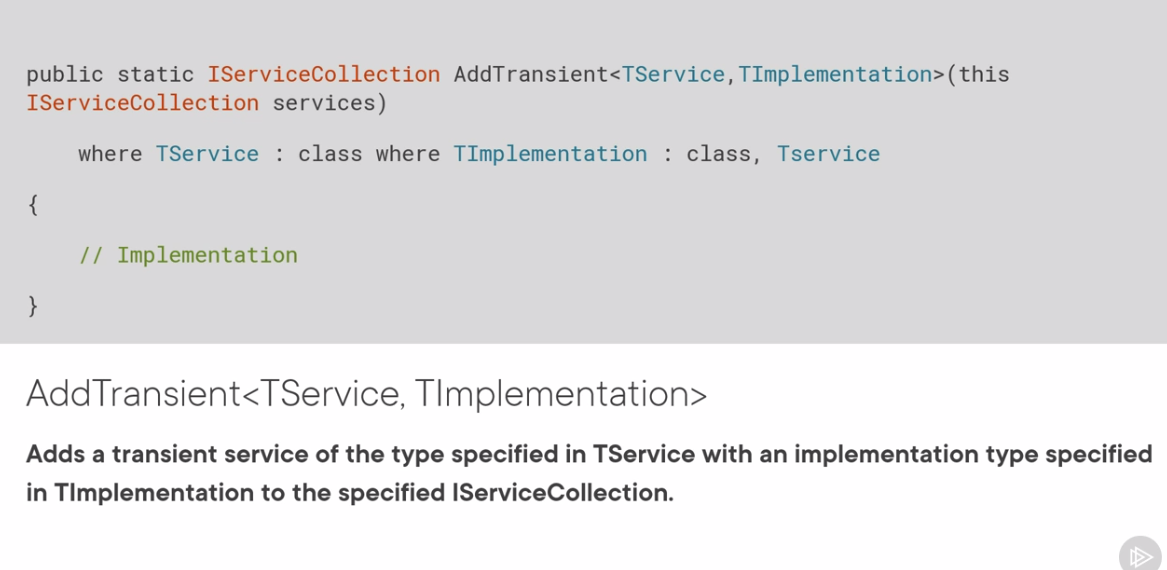 public static IServiceCollection AddTransient<TService,TImplementation>(this
IServiceCollection services)
where TService : class where TImplementation : class, Tservice
{
// Implementation
}
AddTransient<TService, TImplementation>
Adds a transient service of the type specified in TService with an implementation type specified
in TImplementation to the specified IServiceCollection.